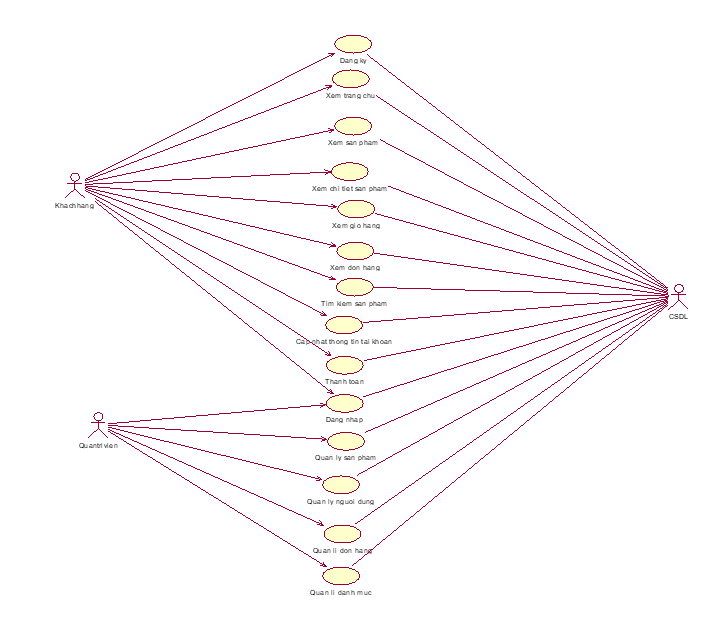 Dang ky
Xem trang chu
Xem san pham
Xem chi tiet san pham
Khachhang
Xem gio hang
Xem don hang
Tim kiem san pham
CSDL
Cap nhat thong tin tai khoan
Thanh toan
Dang nhap
Quantrivien
Quan ly san pham
Quan ly nguoi dung
Quan li don hang
Quan li danh muc